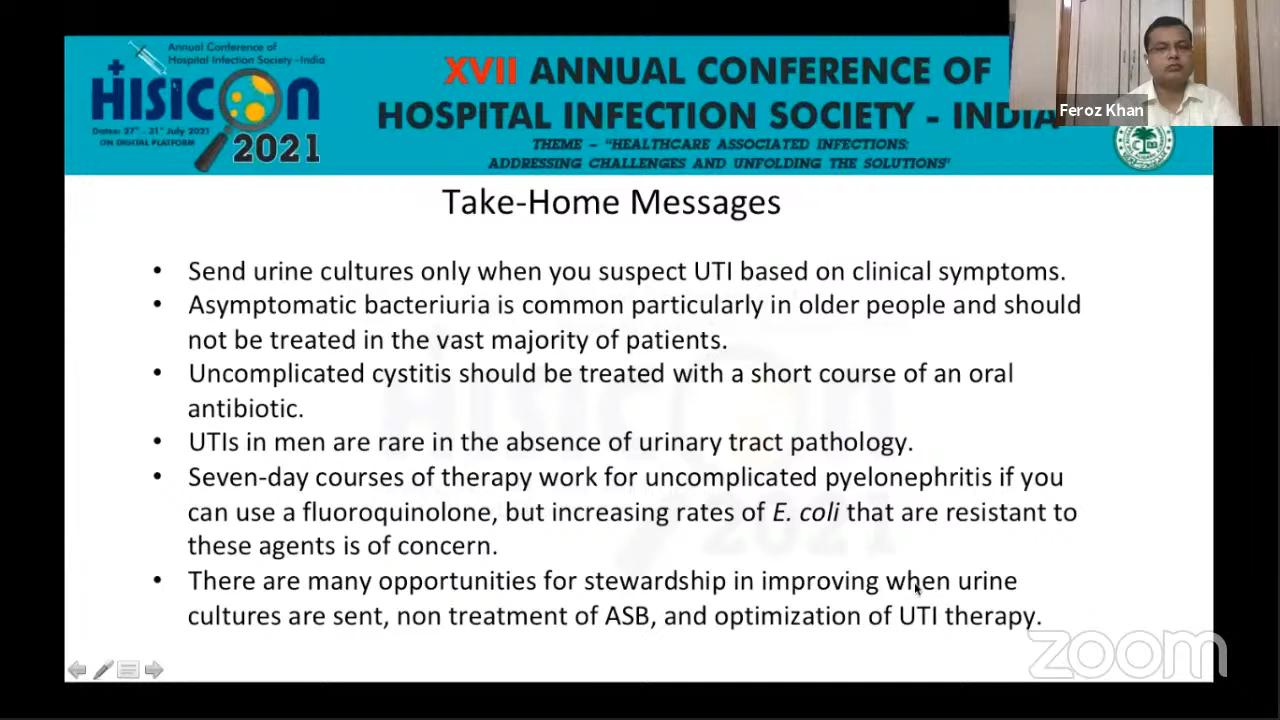 Annual Conference of
Hospital Infection Society -India
HISICON
Dates: 27th - 31st July 2021
ON DIGITAL PLATFORM
2021
XVII ANNUAL CONFERENCE OF
HOSPITAL INFECTION SOCIETY - INDIA
THEME – "HEALTHCARE ASSOCIATED INFECTIONS:
ADDRESSING CHALLENGES AND UNFOLDING THE SOLUTIONS"
Feroz Khan
Take-Home Messages
• Send urine cultures only when you suspect UTI based on clinical symptoms.
• Asymptomatic bacteriuria is common particularly in older people and should
not be treated in the vast majority of patients.
• Uncomplicated cystitis should be treated with a short course of an oral
antibiotic.
• UTIs in men are rare in the absence of urinary tract pathology.
• Seven-day courses of therapy work for uncomplicated pyelonephritis if you
can use a fluoroquinolone, but increasing rates of E. coli that are resistant to
these agents is of concern.
• There are many opportunities for stewardship in improving when urine
cultures are sent, non treatment of ASB, and optimization of UTI therapy.
zoom